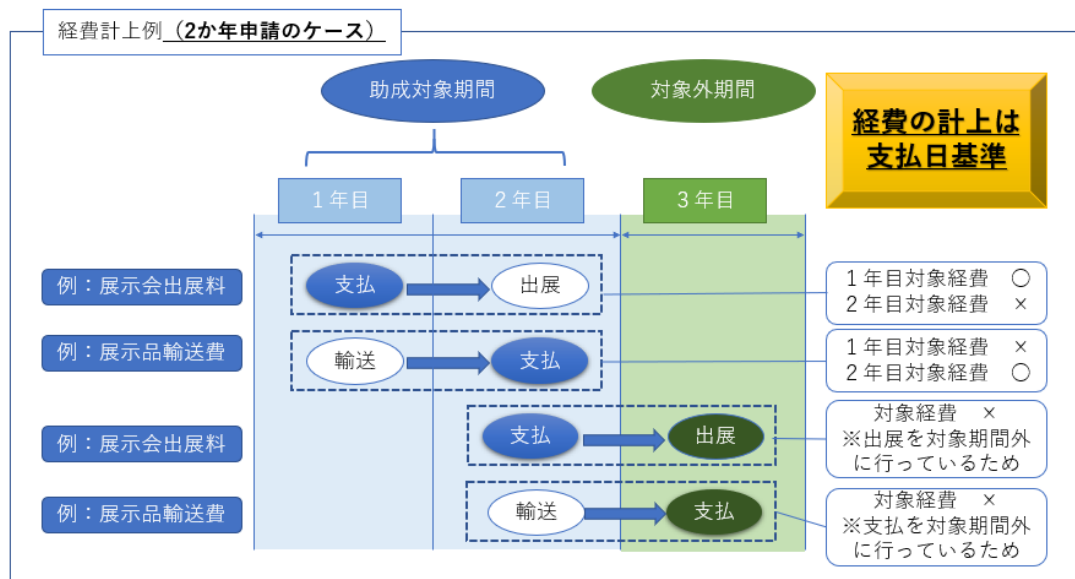 経費計上例（2か年申請のケース）
助成対象期間
対象外期間
経費の計上は
支払日基準
1年目
2年目
3年目
例：展示会出展料
支払
出展
1年目対象経費　○
2年目対象経費　×
例：展示品輸送費
輸送
支払
1年目対象経費　×
2年目対象経費　○
例：展示会出展料
支払
出展
対象経費　×
※出展を対象期間外
に行っているため
例：展示品輸送費
輸送
支払
対象経費　×
※支払を対象期間外
に行っているため